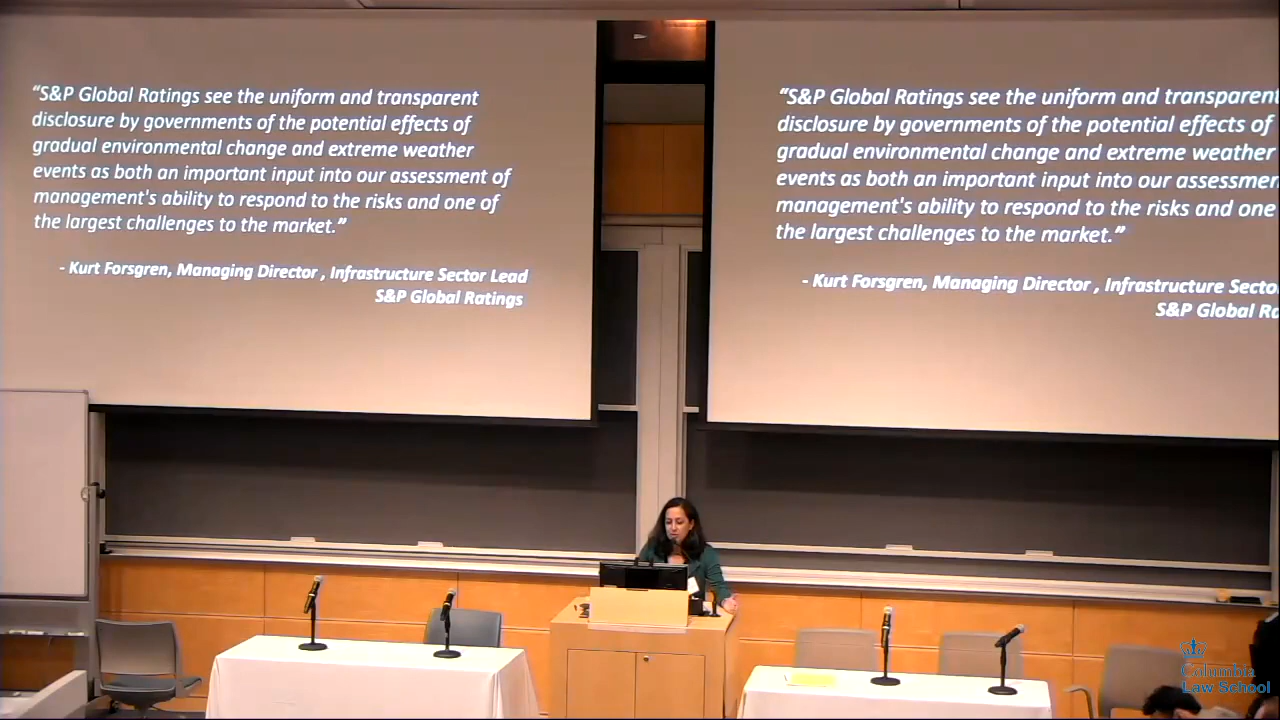 “S&P Global Ratings see the uniform and transparent
disclosure by governments of the potential effects of
gradual environmental change and extreme weather
events as both an important input into our assessment of
management's ability to respond to the risks and one of
the largest challenges to the market.”
- Kurt Forsgren, Managing Director , Infrastructure Sector Lead
S&P Global Ratings
“S&P Global Ratings see the uniform and transparent
disclosure by governments of the potential effects of
gradual environmental change and extreme weather
events as both an important input into our assessmen
management's ability to respond to the risks and one
the largest challenges to the market.”
- Kurt Forsgren, Managing Director , Infrastructure Secto
S&P Global Ra
Columbia
Law School